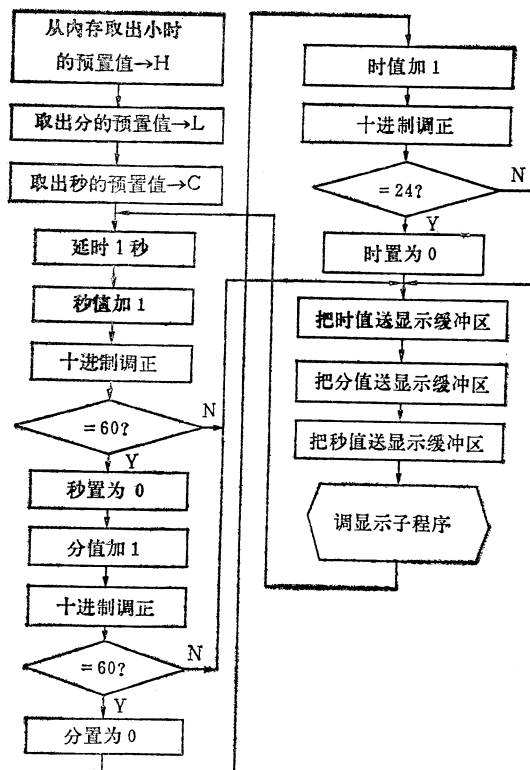 从内存取出小时
的预置值→H
取出分的预置值→L
取出秒的预置值→C
延时1秒
秒值加1
十进制调正
=60?
N
Y
秒置为0
分值加1
十进制调正
=60?
N
Y
分置为0
时值加1
十进制调正
=24?
N
Y
时置为0
把时值送显示缓冲区
把分值送显示缓冲区
把秒值送显示缓冲区
调显示子程序